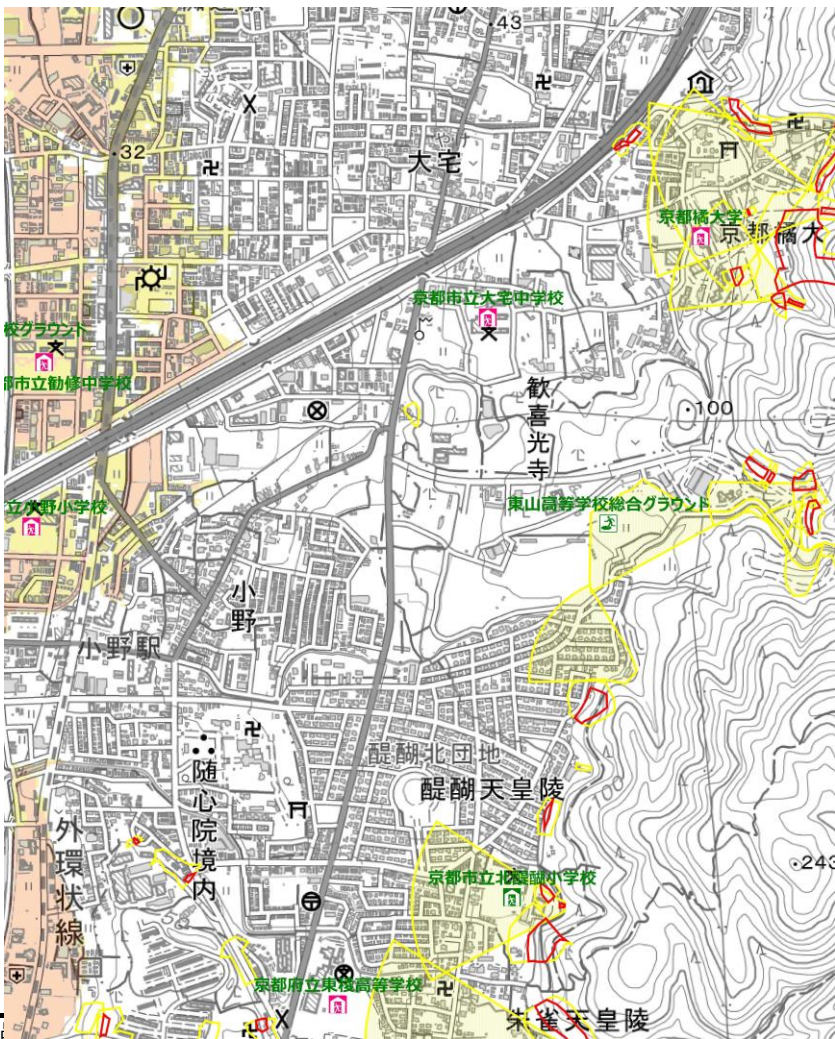 43
32
大宅
京都橘大学
京都橘大
京都市立大宅中学校
校グラウンド
都市立勧修中学校
歓喜光寺
100
立小野小学校
東山高等学校総合グラウンド
小野
小野駅
醍醐北団地
醍醐天皇陵
随心院境内
外環状線
243
京都市立北醍醐小学校
京都府立東稜高等学校
朱雀天皇陵